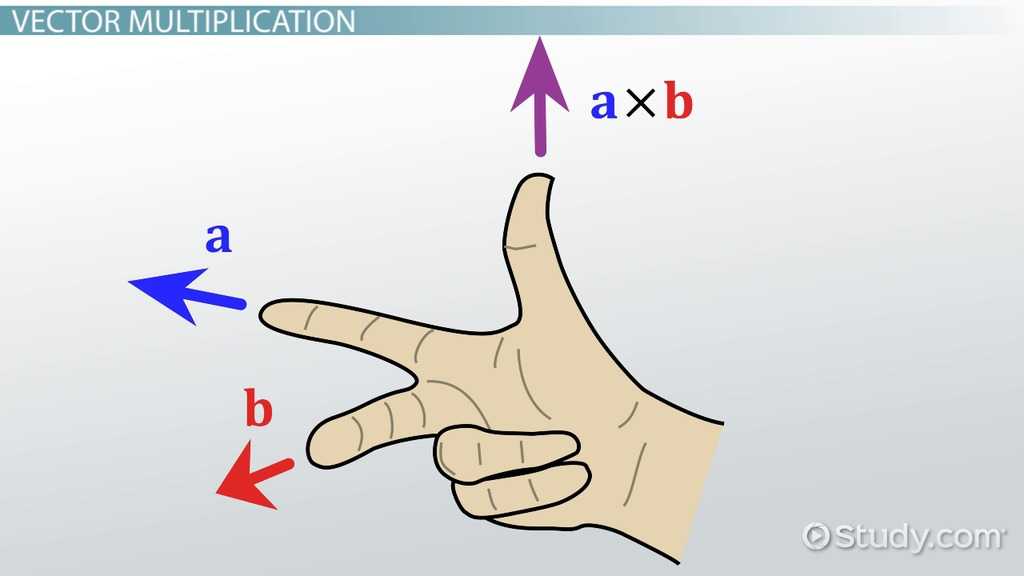 VECTOR MULTIPLICATION
a×b
a
b
Study.com